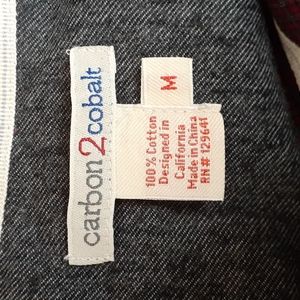 carbon2cobalt
M
100% Cotton
Designed in
California
Made in China
RN# 129641